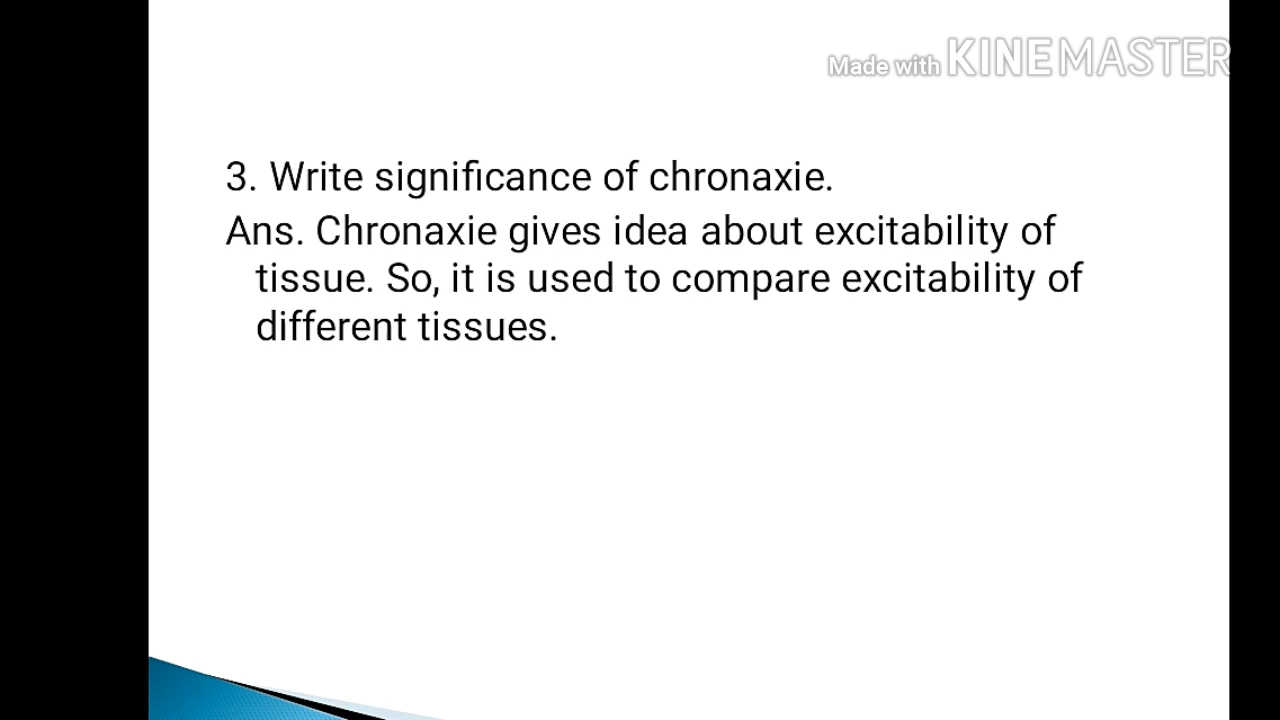 Made with KINEMASTER
3. Write significance of chronaxie.
Ans. Chronaxie gives idea about excitability of
tissue. So, it is used to compare excitability of
different tissues.